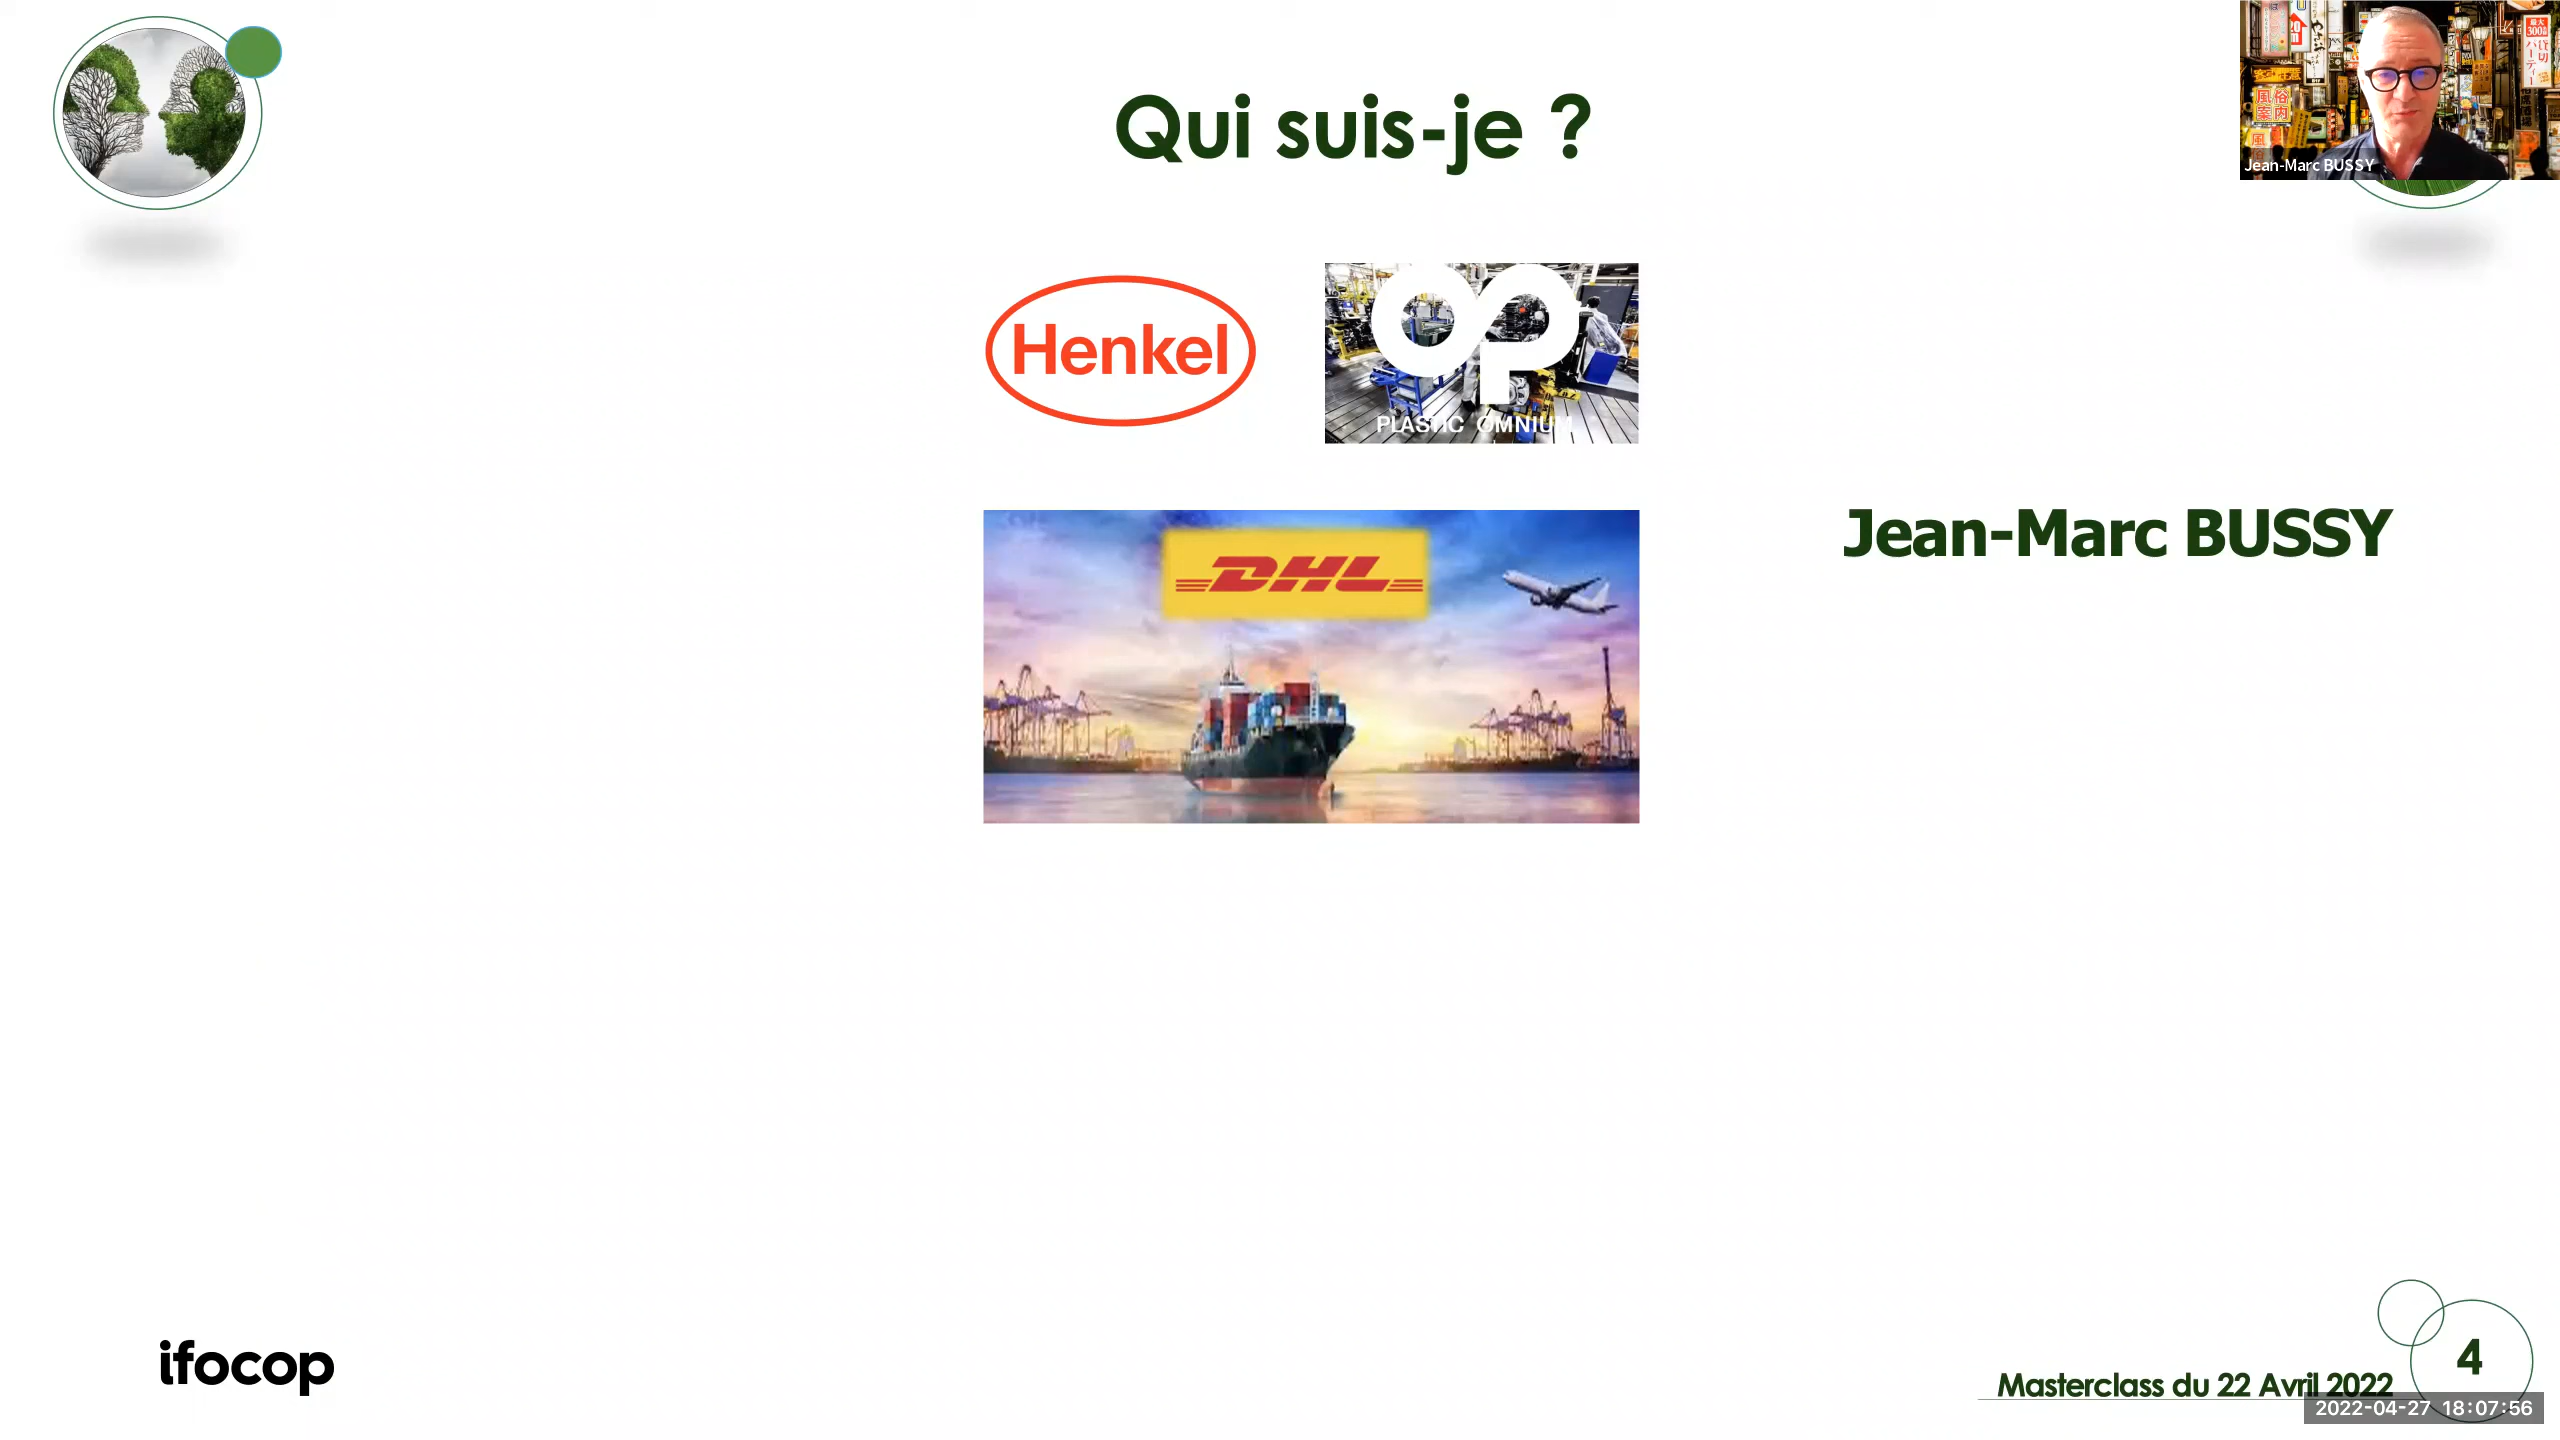 Qui suis-je ?
Jean-Marc BUSSY
Henkel
op
PLASTIC OMNIUM
DHL
Jean-Marc BUSSY
ifocop
Masterclass du 22 Avril 2022
4
2022-04-27 18:07:56